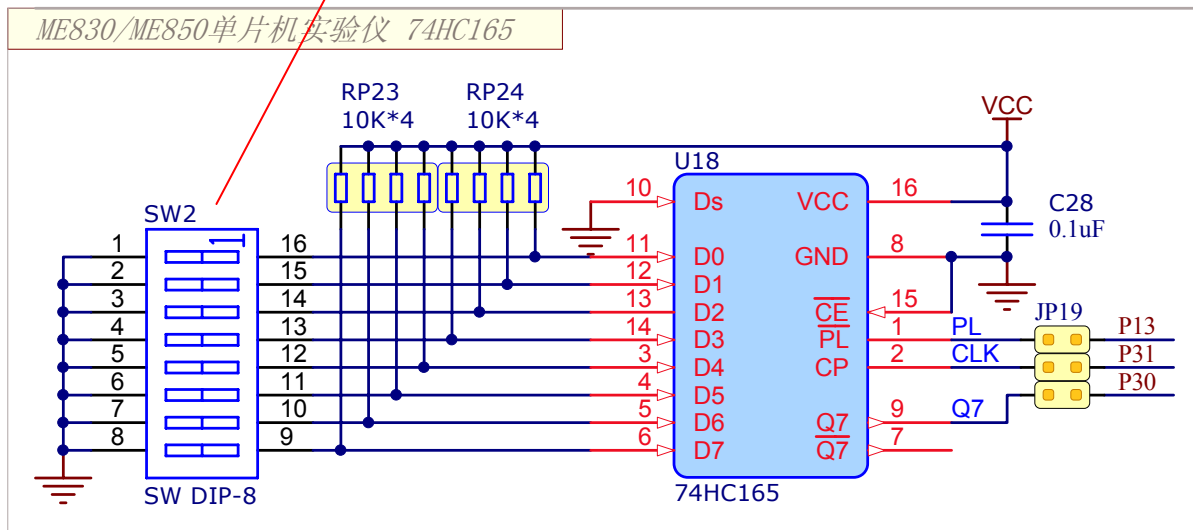 ME830/ME850单片机实验仪 74HC165
RP23
10K*4
RP24
10K*4
VCC
U18
10
Ds
VCC
16
C28
0.1uF
SW2
1
1
16
11
D0
GND
8
2
15
12
D1
3
14
13
D2
CE
15
JP19
4
13
14
D3
PL
1
PL
P13
5
12
3
D4
CP
2
CLK
P31
6
11
4
D5
P30
7
10
5
D6
Q7
9
Q7
8
9
6
D7
Q7
7
SW DIP-8
74HC165